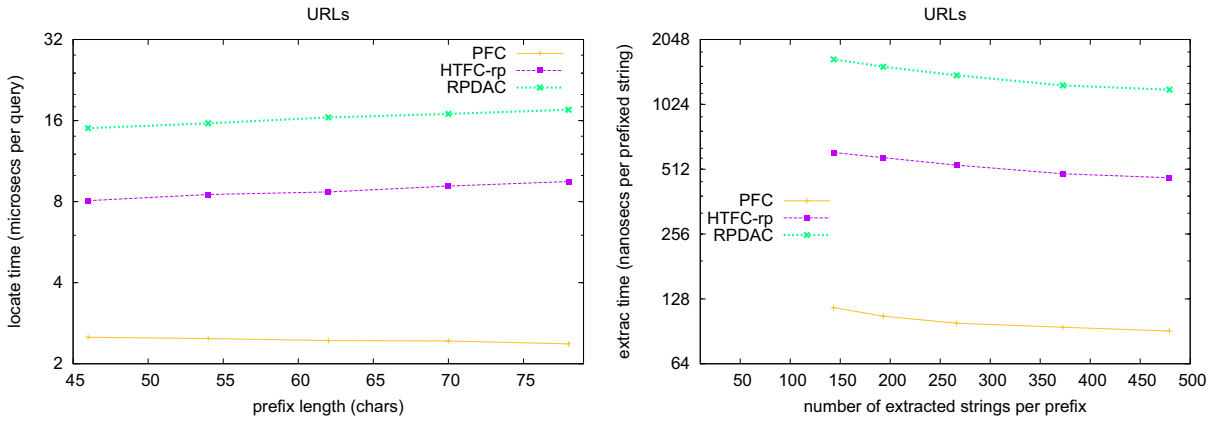 URLs
locate time (microsecs per query)
32
16
8
4
2
PFC
HTFC-rp
RPDAC
45 50 55 60 65 70 75
prefix length (chars)
URLs
extrac time (nanosecs per prefixed string)
2048
1024
512
256
128
64
PFC
HTFC-rp
RPDAC
50 100 150 200 250 300 350 400 450 500
number of extracted strings per prefix